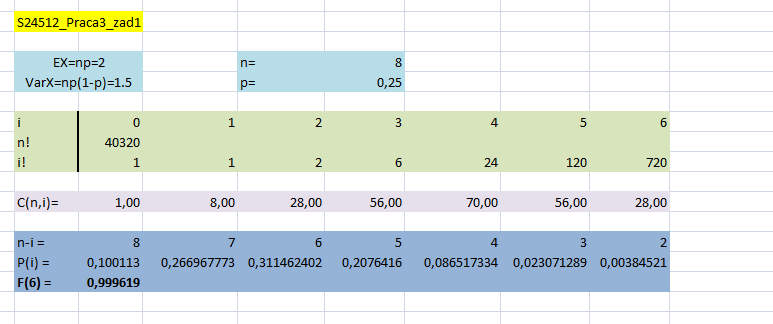 S24512_Praca3_zad1
EX=np=2 n= 8
VarX=np(1-p)=1.5 p= 0,25
i 0 1 2 3 4 5 6
n! 40320
i! 1 1 2 6 24 120 720
C(n,i)= 1,00 8,00 28,00 56,00 70,00 56,00 28,00
n-i = 8 7 6 5 4 3 2
P(i) = 0,100113 0,266967773 0,311462402 0,2076416 0,086517334 0,023071289 0,00384521
F(6) = 0,999619